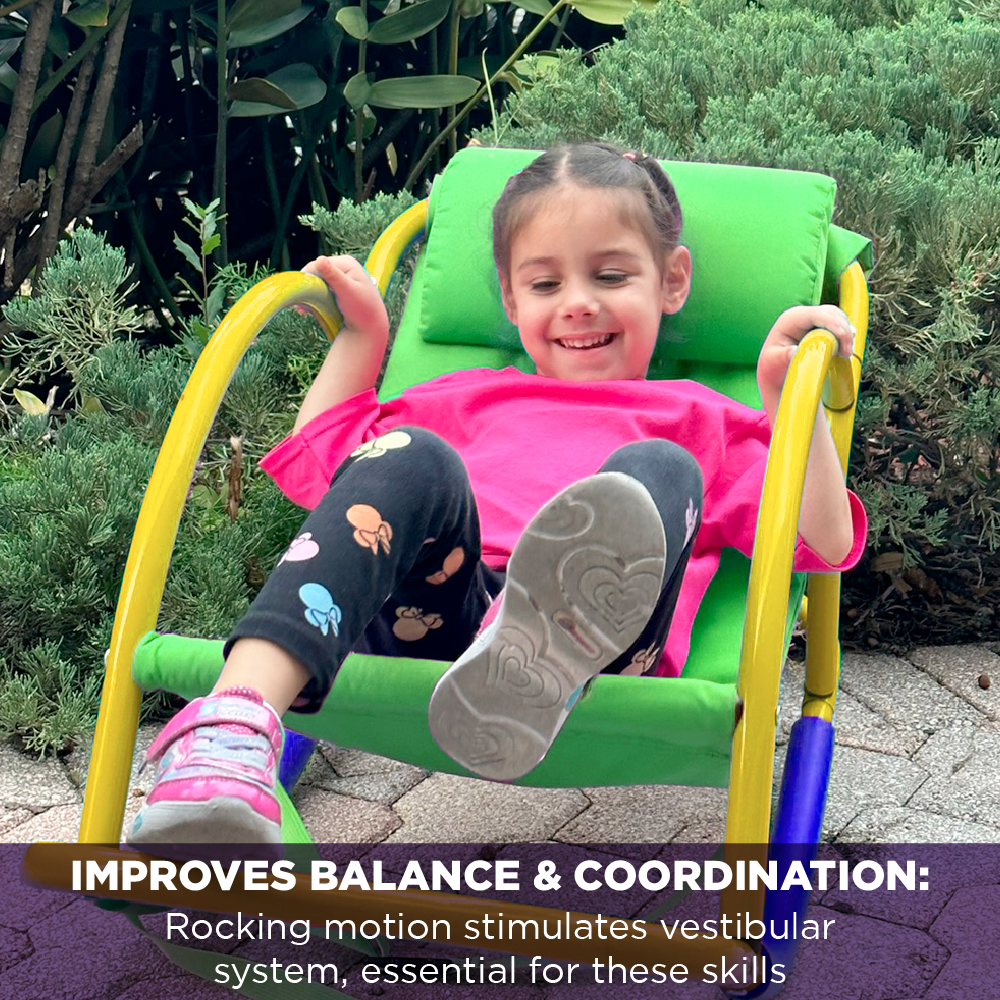 IMPROVES BALANCE & COORDINATION:
Rocking motion stimulates vestibular
system, essential for these skills